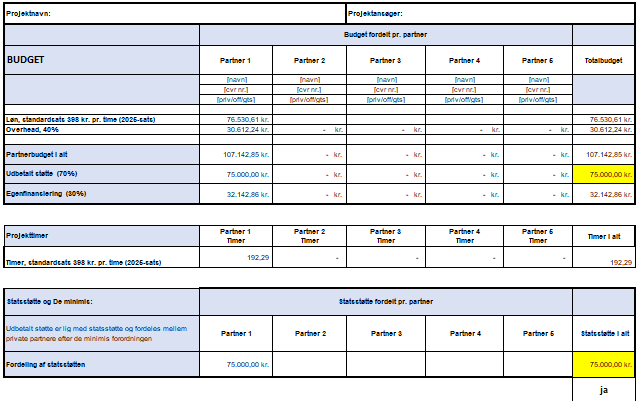 Projektnavn: Projektansøger:
Budget fordelt pr. partner
BUDGET Partner 1 Partner 2 Partner 3 Partner 4 Partner 5 Totalbudget
[navn] [navn] [navn] [navn] [navn]
[cvr nr.] [cvr nr.] [cvr nr.] [cvr nr.] [cvr nr.]
[priv/off/gts] [priv/off/gts] [priv/off/gts] [priv/off/gts] [priv/off/gts]
Løn, standardsats 398 kr. pr. time (2025-sats) 76.530,61 kr. 76.530,61 kr.
Overhead, 40% 30.612,24 kr. - kr. - kr. - kr. - kr. 30.612,24 kr.
Partnerbudget i alt 107.142,85 kr. - kr. - kr. - kr. - kr. 107.142,85 kr.
Udbetalt støtte (70%) 75.000,00 kr. - kr. - kr. - kr. - kr. 75.000,00 kr.
Egenfinansiering (30%) 32.142,86 kr. - kr. - kr. - kr. - kr. 32.142,86 kr.
Projekttimer Partner 1 Timer Partner 2 Timer Partner 3 Timer Partner 4 Timer Partner 5 Timer Timer i alt
Timer, standardsats 398 kr. pr. time (2025-sats) 192,29 - - - - 192,29
Statsstøtte og De minimis: Statsstøtte fordelt pr. partner
Udbetalt støtte er lig med statsstøtte og fordeles mellem
private partnere efter de minimis forordningen Partner 1 Partner 2 Partner 3 Partner 4 Partner 5 Statsstøtte i alt
Fordeling af statsstøtten 75.000,00 kr. 75.000,00 kr.
ja